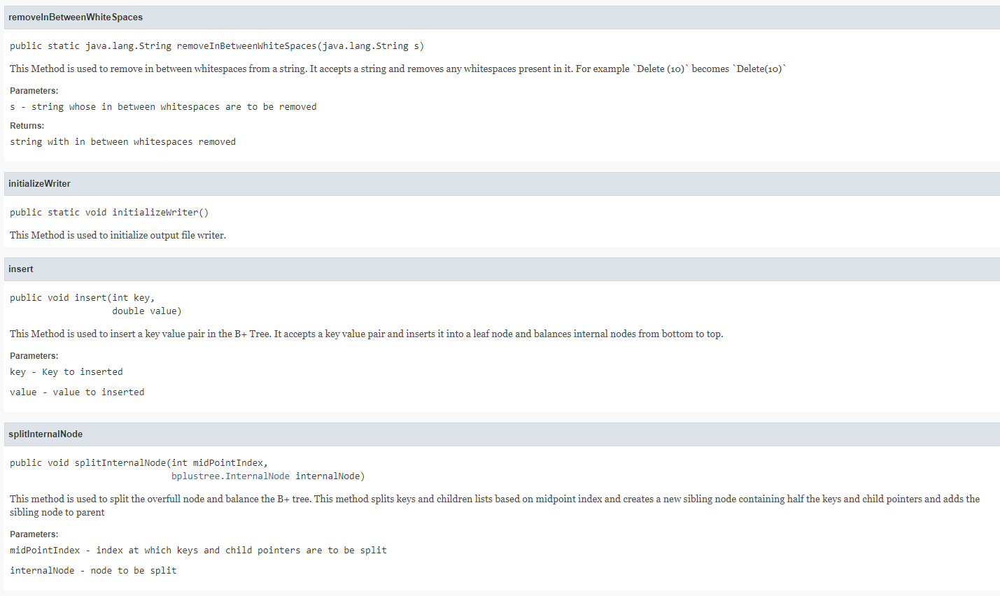 removeInBetweenWhiteSpaces
public static java.lang.String removeInBetweenWhiteSpaces(java.lang.String s)
This Method is used to remove in between whitespaces from a string. It accepts a string and removes any whitespaces present in it. For example `Delete (10)` becomes `Delete(10)`
Parameters:
s - string whose in between whitespaces are to be removed
Returns:
string with in between whitespaces removed
initializeWriter
public static void initializeWriter()
This Method is used to initialize output file writer.
insert
public void insert(int key,
double value)
This Method is used to insert a key value pair in the B+ Tree. It accepts a key value pair and inserts it into a leaf node and balances internal nodes from bottom to top.
Parameters:
key - Key to inserted
value - value to inserted
splitInternalNode
public void splitInternalNode(int midPointIndex,
bplustree.InternalNode internalNode)
This method is used to split the overfull node and balance the B+ tree. This method splits keys and children lists based on midpoint index and creates a new sibling node containing half the keys and child pointers and adds the
sibling node to parent
Parameters:
midPointIndex - index at which keys and child pointers are to be split
internalNode - node to be split